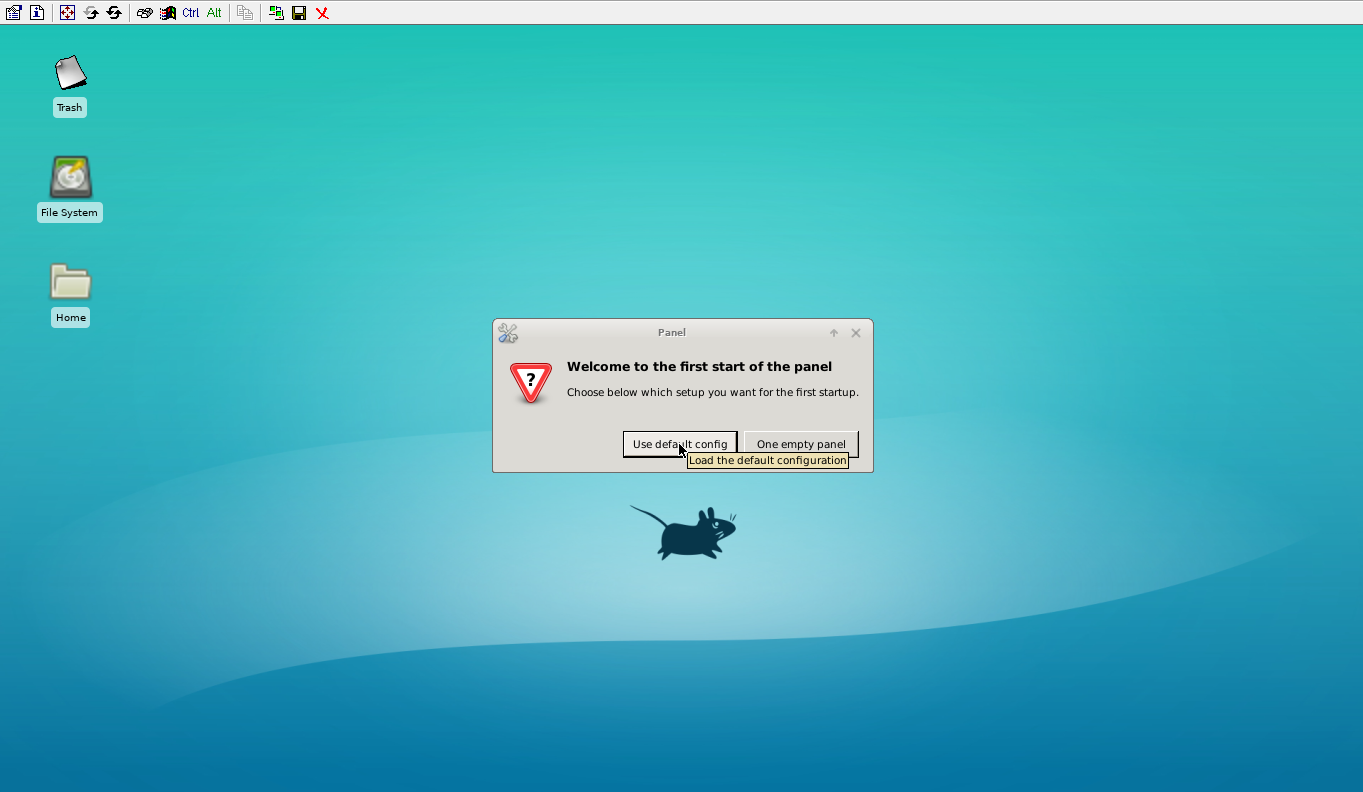 Ctrl Alt
Trash
File System
Home
Panel
?
Welcome to the first start of the panel
Choose below which setup you want for the first startup.
Use default config
One empty panel
Load the default configuration